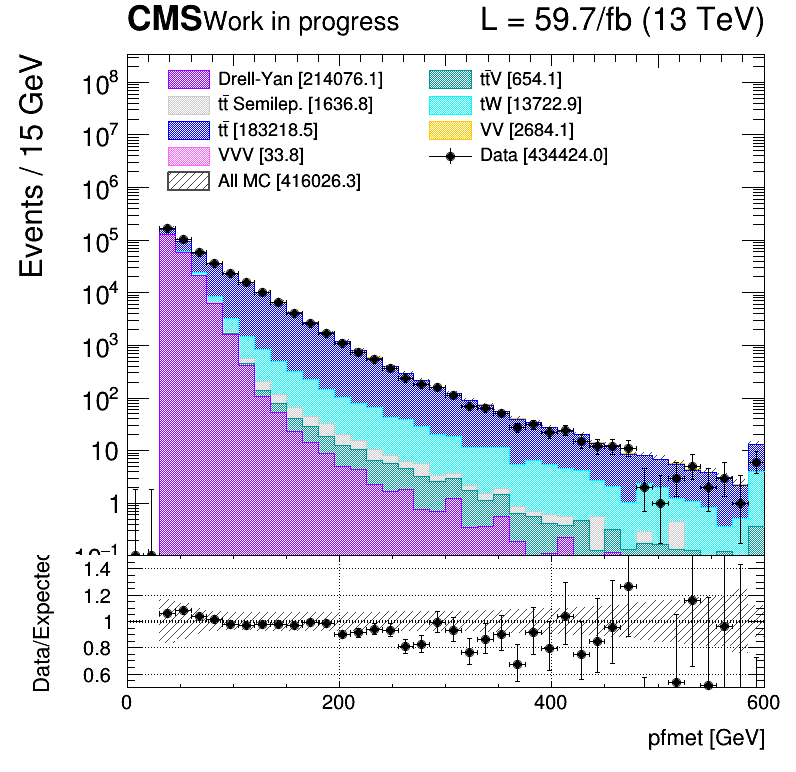 CMS Work in progress L = 59.7/fb (13 TeV)
Events / 15 GeV
Drell-Yan [214076.1]
tt̄ Semilep. [1636.8]
tt̄ [183218.5]
VVV [33.8]
All MC [416026.3]
tt̄V [654.1]
tW [13722.9]
VV [2684.1]
Data [434424.0]
10⁸
10⁷
10⁶
10⁵
10⁴
10³
10²
10
1
10⁻¹
Data/Expected
1.4
1.2
1
0.8
0.6
0 200 400 600
pfmet [GeV]